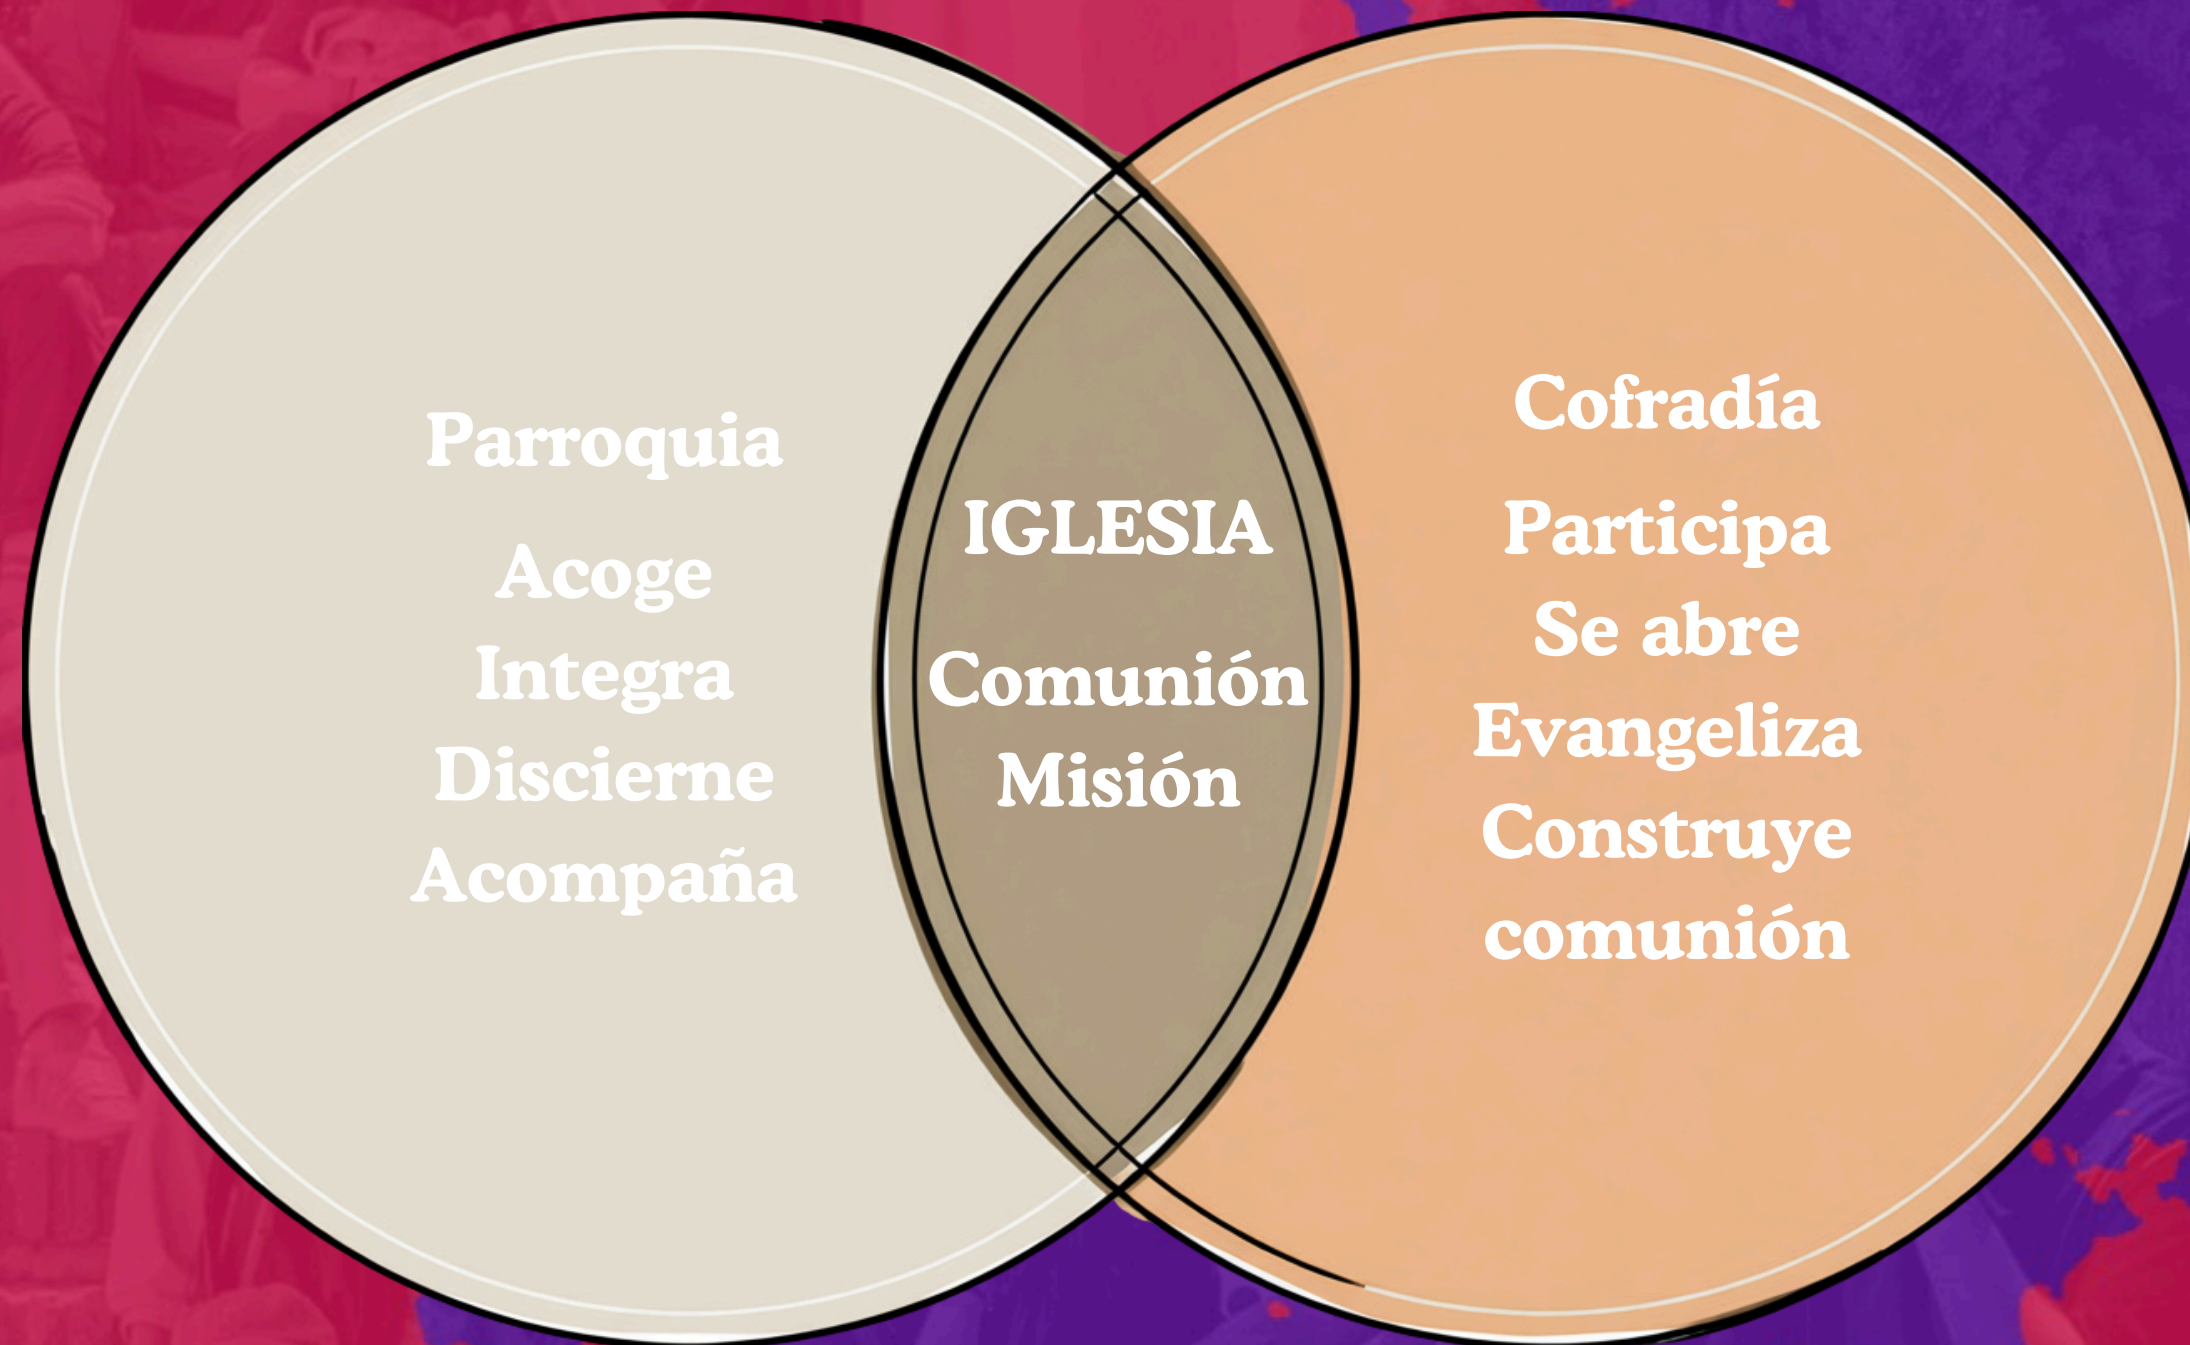 Parroquia
Acoge
Integra
Discierne
Acompaña
IGLESIA
Comunión
Misión
Cofradía
Participa
Se abre
Evangeliza
Construye
comunión